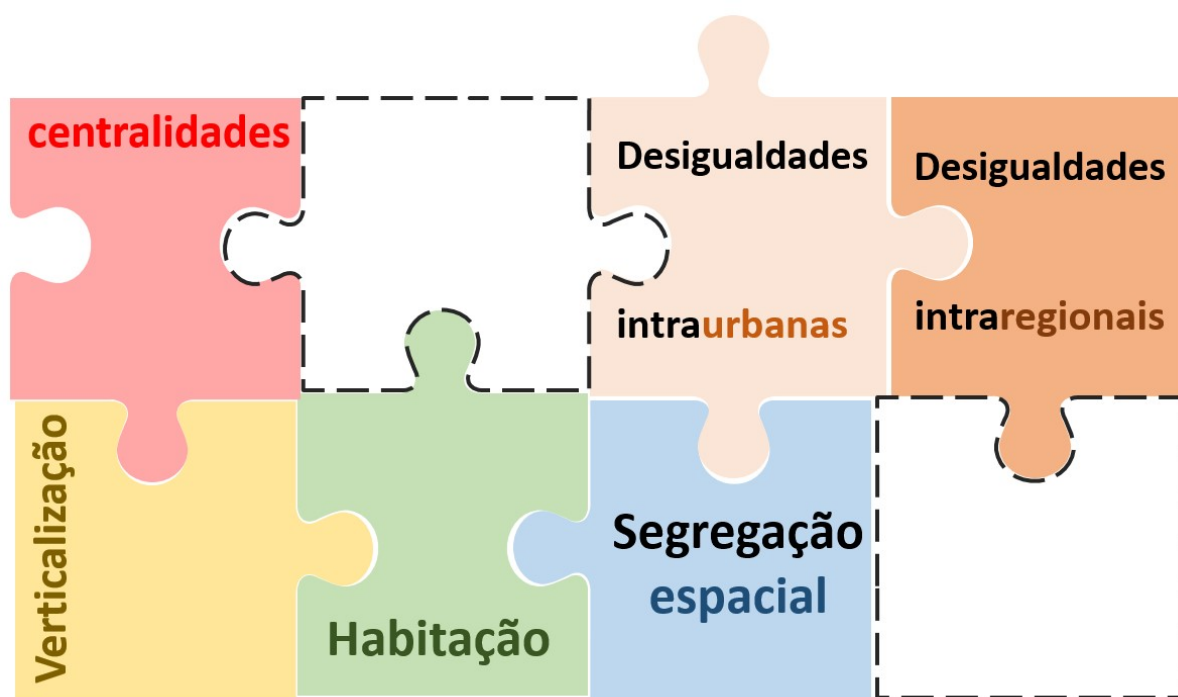 centralidades
Desigualdades
intraurbanas
Desigualdades
intraregionais
Verticalização
Habitação
Segregação
espacial